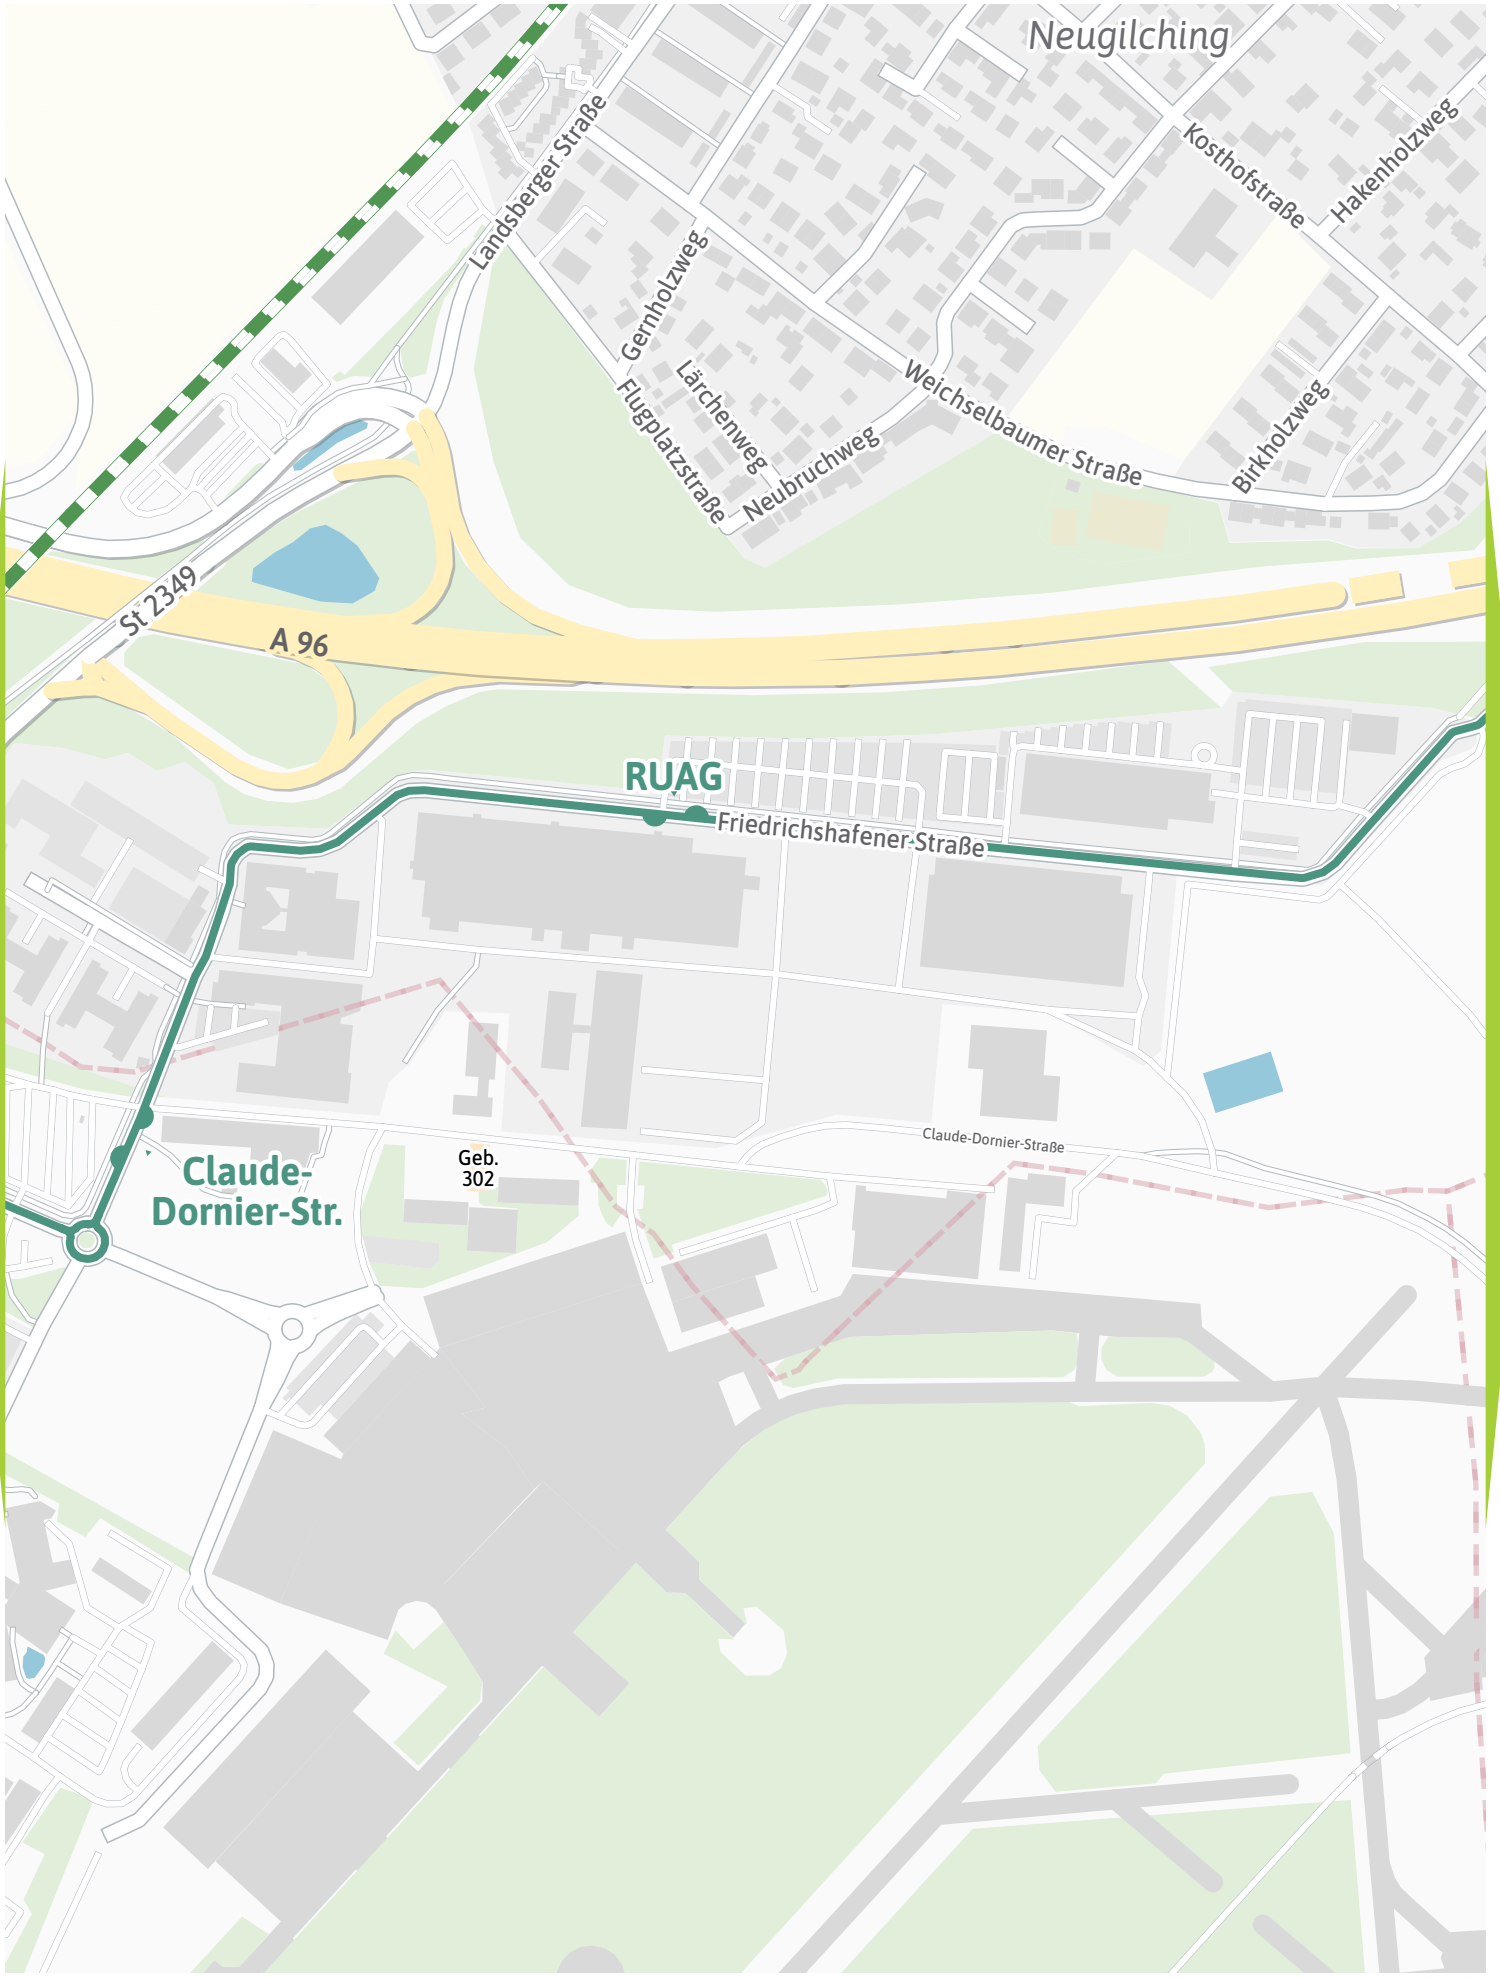 Neugilching
Landsberger Straße
Kosthofstraße
Hakenholzweg
Gernholzweg
Lärchenweg
Flugplatzstraße
Neubruchweg
Weichselbaumer Straße
Birkholzweg
St 2349
A 96
RUAG
Friedrichshafener Straße
Claude-Dornier-Straße
Geb.
302
Claude-
Dornier-Str.